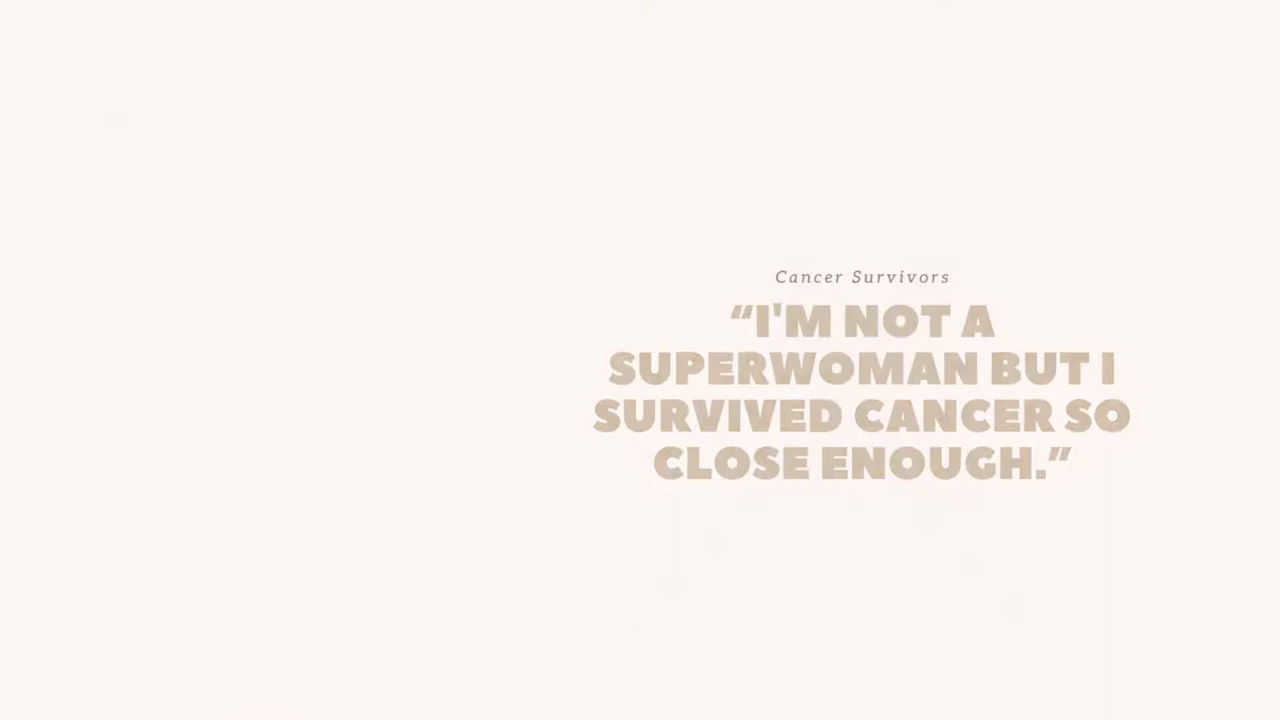 Cancer Survivors
“I'M NOT A
SUPERWOMAN BUT I
SURVIVED CANCER SO
CLOSE ENOUGH.”